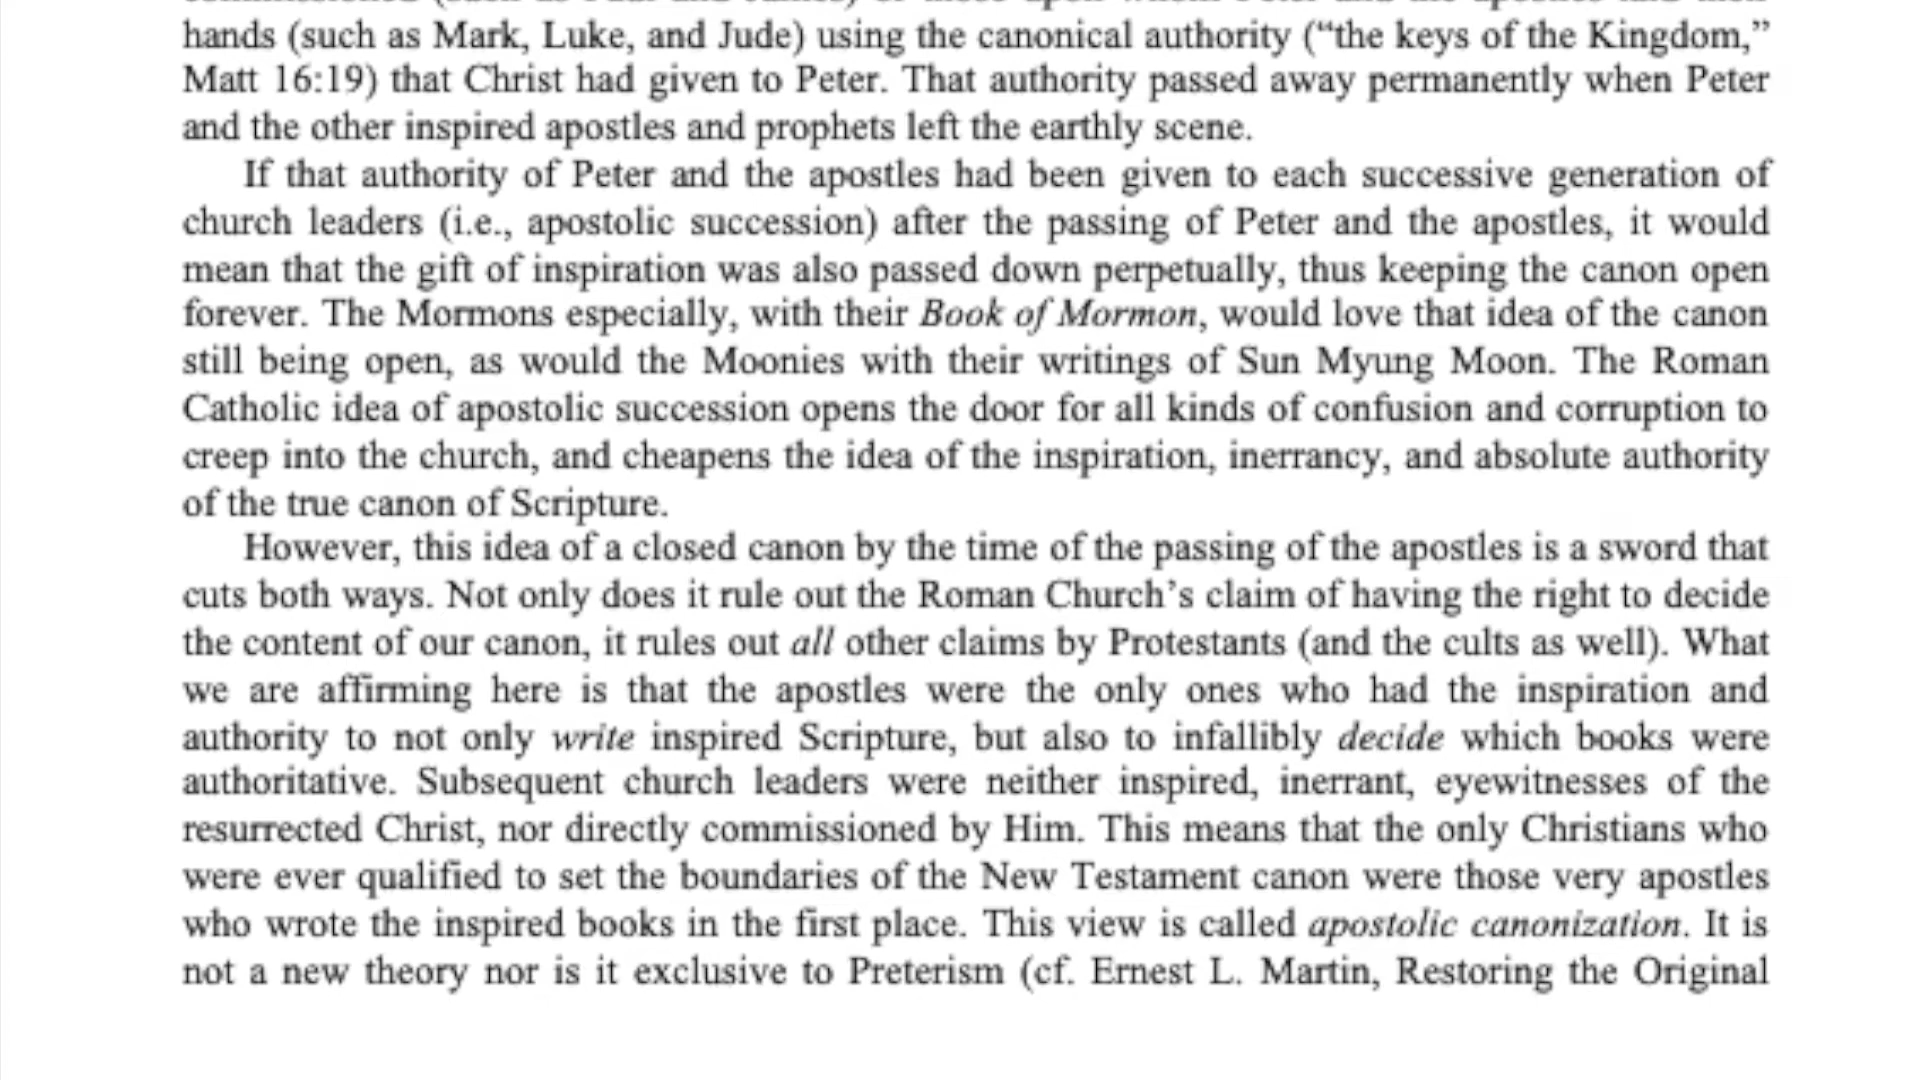 hands (such as Mark, Luke, and Jude) using the canonical authority (“the keys of the Kingdom,”
Matt 16:19) that Christ had given to Peter. That authority passed away permanently when Peter
and the other inspired apostles and prophets left the earthly scene.
If that authority of Peter and the apostles had been given to each successive generation of
church leaders (i.e., apostolic succession) after the passing of Peter and the apostles, it would
mean that the gift of inspiration was also passed down perpetually, thus keeping the canon open
forever. The Mormons especially, with their Book of Mormon, would love that idea of the canon
still being open, as would the Moonies with their writings of Sun Myung Moon. The Roman
Catholic idea of apostolic succession opens the door for all kinds of confusion and corruption to
creep into the church, and cheapens the idea of the inspiration, inerrancy, and absolute authority
of the true canon of Scripture.
However, this idea of a closed canon by the time of the passing of the apostles is a sword that
cuts both ways. Not only does it rule out the Roman Church’s claim of having the right to decide
the content of our canon, it rules out all other claims by Protestants (and the cults as well). What
we are affirming here is that the apostles were the only ones who had the inspiration and
authority to not only write inspired Scripture, but also to infallibly decide which books were
authoritative. Subsequent church leaders were neither inspired, inerrant, eyewitnesses of the
resurrected Christ, nor directly commissioned by Him. This means that the only Christians who
were ever qualified to set the boundaries of the New Testament canon were those very apostles
who wrote the inspired books in the first place. This view is called apostolic canonization. It is
not a new theory nor is it exclusive to Preterism (cf. Ernest L. Martin, Restoring the Original